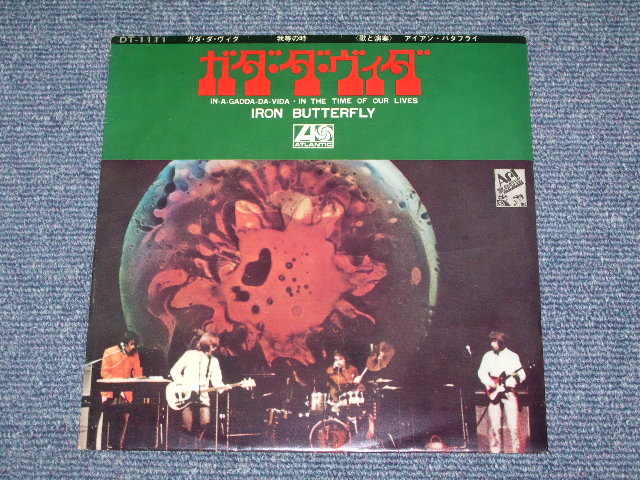 DT-1111 ガダ・ダ・ヴィダ 我等の時 (歌と演奏) アイアン・バタフライ
ガダ・ダ・ヴィダ
IN-A-GADDA-DA-VIDA・IN THE TIME OF OUR LIVES
IRON BUTTERFLY
ATLANTIC
Art